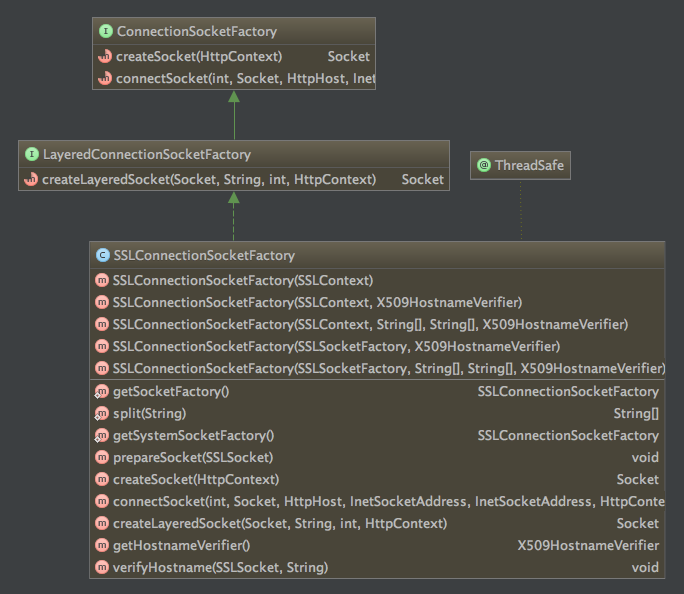 ConnectionSocketFactory
createSocket(HttpContext) Socket
connectSocket(int, Socket, HttpHost, Inet
LayeredConnectionSocketFactory
createLayeredSocket(Socket, String, int, HttpContext) Socket
@ ThreadSafe
SSLConnectionSocketFactory
SSLConnectionSocketFactory(SSLContext)
SSLConnectionSocketFactory(SSLContext, X509HostnameVerifier)
SSLConnectionSocketFactory(SSLContext, String[], String[], X509HostnameVerifier)
SSLConnectionSocketFactory(SSLSocketFactory, X509HostnameVerifier)
SSLConnectionSocketFactory(SSLSocketFactory, String[], String[], X509HostnameVerifier)
getSocketFactory() SSLConnectionSocketFactory
split(String) String[]
getSystemSocketFactory() SSLConnectionSocketFactory
prepareSocket(SSLSocket) void
createSocket(HttpContext) Socket
connectSocket(int, Socket, HttpHost, InetSocketAddress, InetSocketAddress, HttpConte
createLayeredSocket(Socket, String, int, HttpContext) Socket
getHostnameVerifier() X509HostnameVerifier
verifyHostname(SSLSocket, String) void